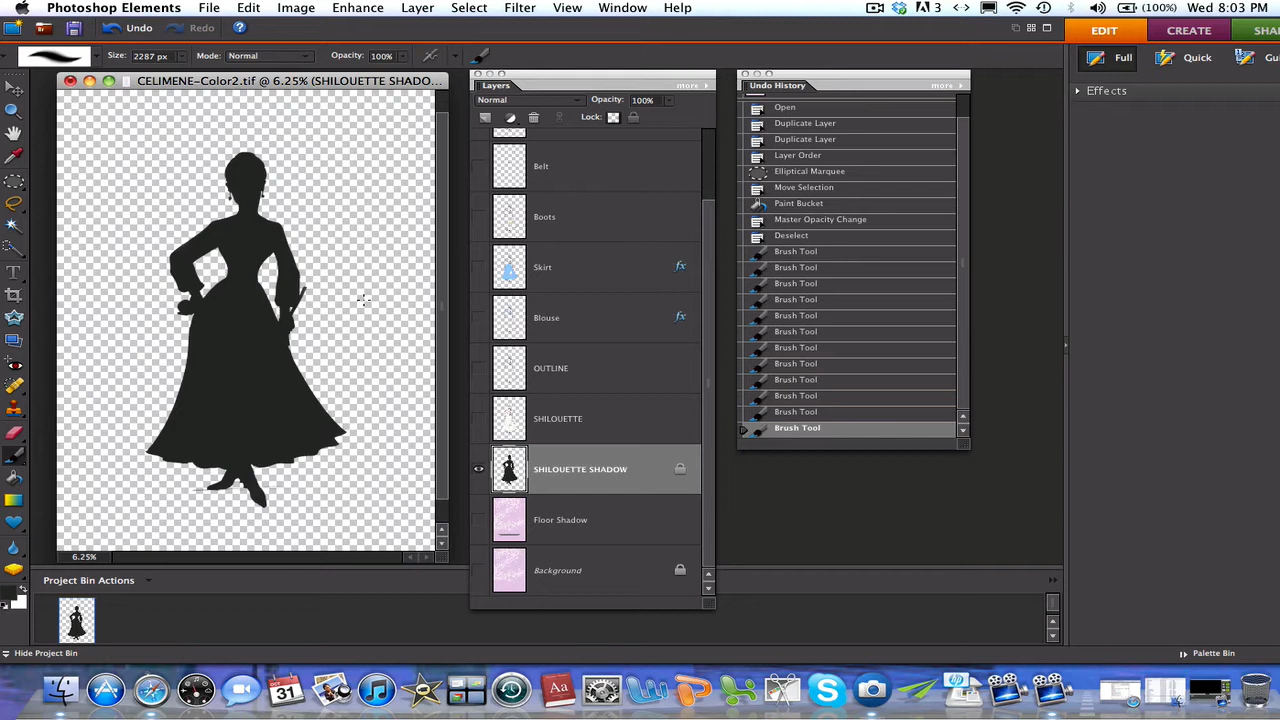 Photoshop Elements File Edit Image Enhance Layer Select Filter View Window Help
3 (100%) Wed 8:03 PM
Undo Redo EDIT CREATE
Size: 2287 px Mode: Normal Opacity: 100%
Full Quick
CELIMENE-Color2.tif @ 6.25% (SHILOUETTE SHADO...
Layers more
Normal Opacity: 100%
Lock:
Belt
Boots
Skirt fx
Blouse fx
OUTLINE
SHILOUETTE
SHILOUETTE SHADOW
Floor Shadow
Background
Undo History more
Open
Duplicate Layer
Duplicate Layer
Layer Order
Elliptical Marquee
Move Selection
Paint Bucket
Master Opacity Change
Deselect
Brush Tool
Brush Tool
Brush Tool
Brush Tool
Brush Tool
Brush Tool
Brush Tool
Brush Tool
Brush Tool
Brush Tool
Brush Tool
Brush Tool
Effects
6.25%
Project Bin Actions
Hide Project Bin Palette Bin
OCT
31
Aa